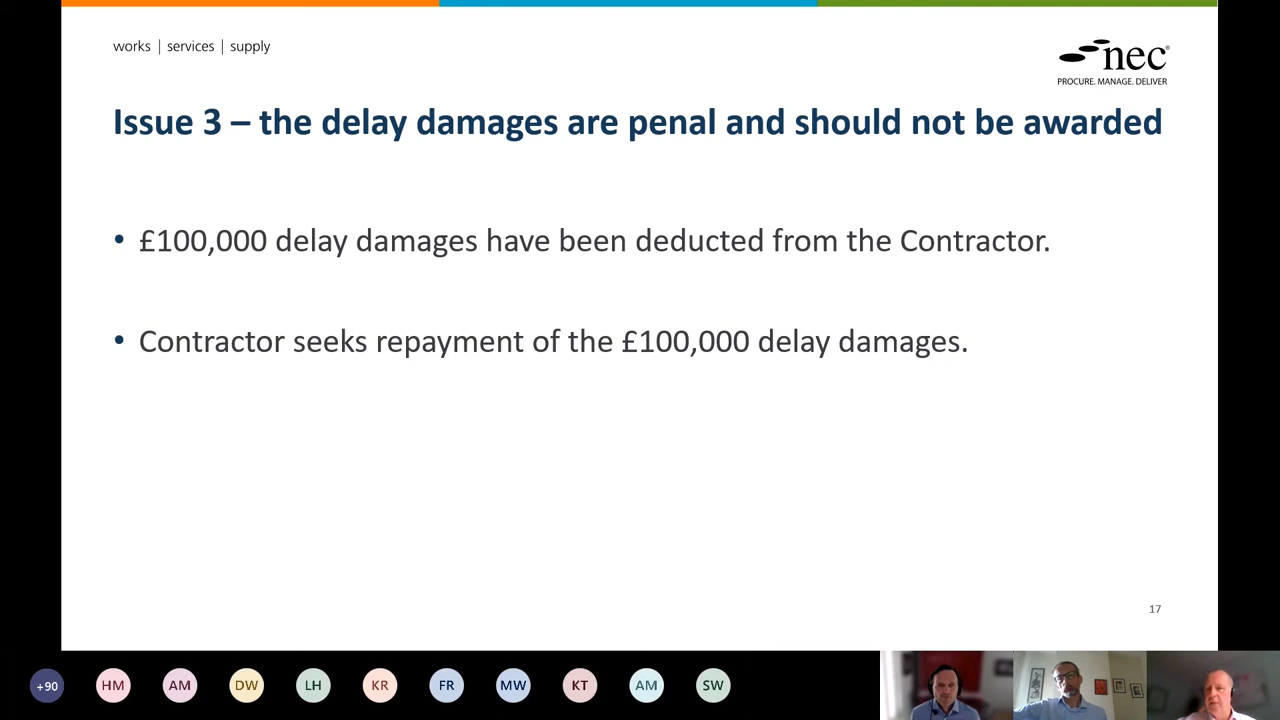 works | services | supply
nec®
PROCURE. MANAGE. DELIVER
Issue 3 – the delay damages are penal and should not be awarded
• £100,000 delay damages have been deducted from the Contractor.
• Contractor seeks repayment of the £100,000 delay damages.
17
+90 HM AM DW LH KR FR MW KT AM SW